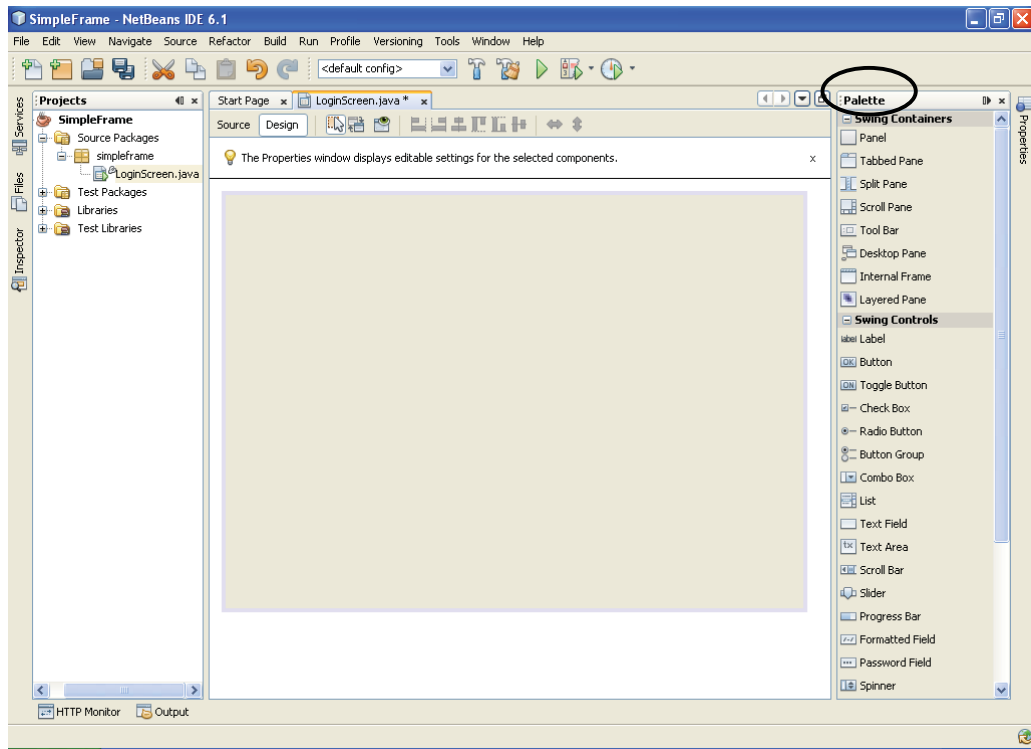 SimpleFrame - NetBeans IDE 6.1
File Edit View Navigate Source Refactor Build Run Profile Versioning Tools Window Help
<default config>
Services
Files
Inspector
Projects
SimpleFrame
Source Packages
simpleframe
LoginScreen.java
Test Packages
Libraries
Test Libraries
Start Page LoginScreen.java *
Source Design
The Properties window displays editable settings for the selected components. x
Palette
Swing Containers
Panel
Tabbed Pane
Split Pane
Scroll Pane
Tool Bar
Desktop Pane
Internal Frame
Layered Pane
Swing Controls
label Label
OK Button
ON Toggle Button
Check Box
Radio Button
Button Group
Combo Box
List
Text Field
Text Area
Scroll Bar
Slider
Progress Bar
Formatted Field
Password Field
Spinner
Properties
HTTP Monitor Output